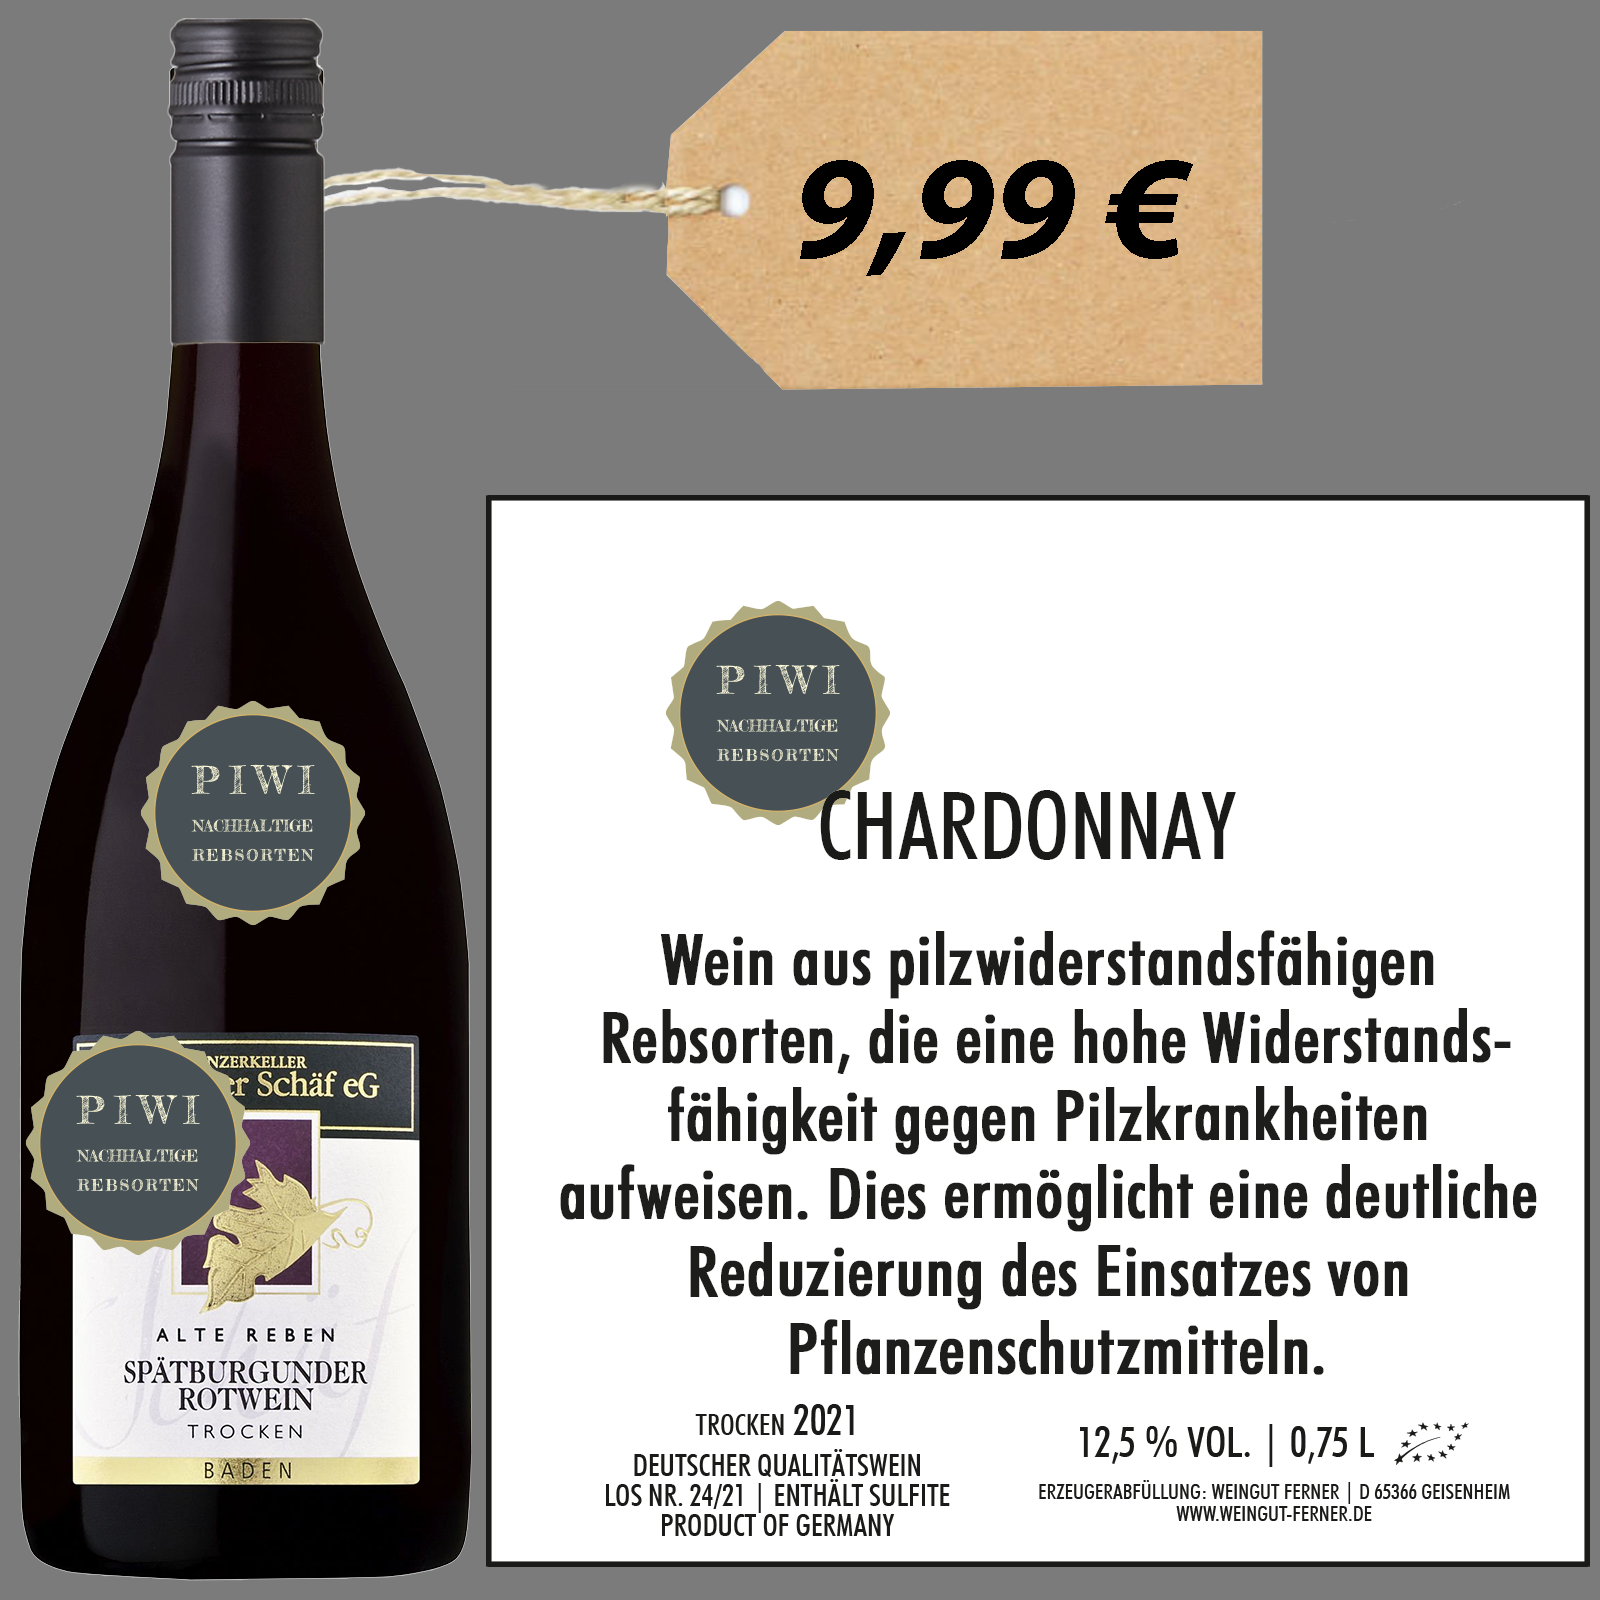 9,99 €
PIWI
NACHHALTIGE
REBSORTEN
NZERKELLER
er Schäf eG
PIWI
NACHHALTIGE
REBSORTEN
ALTE REBEN
SPÄTBURGUNDER
ROTWEIN
TROCKEN
BADEN
PIWI
NACHHALTIGE
REBSORTEN
CHARDONNAY
Wein aus pilzwiderstandsfähigen
Rebsorten, die eine hohe Widerstands-
fähigkeit gegen Pilzkrankheiten
aufweisen. Dies ermöglicht eine deutliche
Reduzierung des Einsatzes von
Pflanzenschutzmitteln.
TROCKEN 2021
DEUTSCHER QUALITÄTSWEIN
LOS NR. 24/21 | ENTHÄLT SULFITE
PRODUCT OF GERMANY
12,5 % VOL. | 0,75 L
ERZEUGERABFÜLLUNG: WEINGUT FERNER | D 65366 GEISENHEIM
WWW.WEINGUT-FERNER.DE